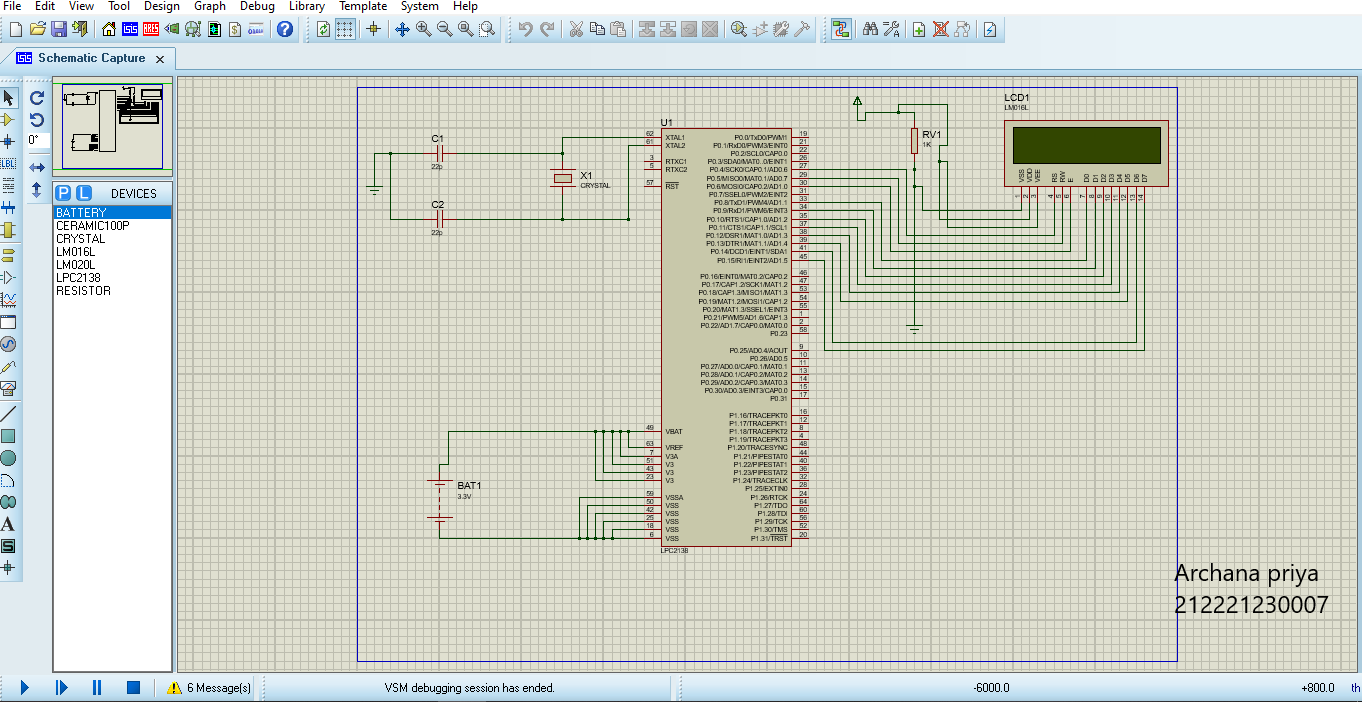 File Edit View Tool Design Graph Debug Library Template System Help
Schematic Capture
0°
LBL
P L DEVICES
BATTERY
CERAMIC100P
CRYSTAL
LM016L
LM020L
LPC2138
RESISTOR
C1
22p
C2
22p
X1
CRYSTAL
U1
62 XTAL1
61 XTAL2
3 RTXC1
5 RTXC2
57 RST
49 VBAT
63 VREF
7 V3A
51 V3
43 V3
23 V3
59 VSSA
50 VSS
42 VSS
25 VSS
18 VSS
6 VSS
P0.0/TxD0/PWM1 19
P0.1/RxD0/PWM3/EINT0 21
P0.2/SCL0/CAP0.0 22
P0.3/SDA0/MAT0.0/EINT1 26
P0.4/SCK0/CAP0.1/AD0.6 27
P0.5/MISO0/MAT0.1/AD0.7 29
P0.6/MOSI0/CAP0.2/AD1.0 30
P0.7/SSEL0/PWM2/EINT2 31
P0.8/TxD1/PWM4/AD1.1 33
P0.9/RxD1/PWM6/EINT3 34
P0.10/RTS1/CAP1.0/AD1.2 35
P0.11/CTS1/CAP1.1/SCL1 37
P0.12/DSR1/MAT1.0/AD1.3 38
P0.13/DTR1/MAT1.1/AD1.4 39
P0.14/DCD1/EINT1/SDA1 41
P0.15/RI1/EINT2/AD1.5 45
P0.16/EINT0/MAT0.2/CAP0.2 46
P0.17/CAP1.2/SCK1/MAT1.2 47
P0.18/CAP1.3/MISO1/MAT1.3 53
P0.19/MAT1.2/MOSI1/CAP1.2 54
P0.20/MAT1.3/SSEL1/EINT3 55
P0.21/PWM5/AD1.6/CAP1.3 1
P0.22/AD1.7/CAP0.0/MAT0.0 2
P0.23 58
P0.25/AD0.4/AOUT 9
P0.26/AD0.5 10
P0.27/AD0.0/CAP0.1/MAT0.1 11
P0.28/AD0.1/CAP0.2/MAT0.2 13
P0.29/AD0.2/CAP0.3/MAT0.3 14
P0.30/AD0.3/EINT3/CAP0.0 15
P0.31 17
P1.16/TRACEPKT0 16
P1.17/TRACEPKT1 12
P1.18/TRACEPKT2 8
P1.19/TRACEPKT3 4
P1.20/TRACESYNC 48
P1.21/PIPESTAT0 44
P1.22/PIPESTAT1 40
P1.23/PIPESTAT2 36
P1.24/TRACECLK 32
P1.25/EXTIN0 28
P1.26/RTCK 24
P1.27/TDO 64
P1.28/TDI 60
P1.29/TCK 56
P1.30/TMS 52
P1.31/TRST 20
LPC2138
BAT1
3.3V
RV1
1K
LCD1
LM016L
VSS VDD VEE RS RW E D0 D1 D2 D3 D4 D5 D6 D7
1 2 3 4 5 6 7 8 9 10 11 12 13 14
Archana priya
212221230007
6 Message(s) VSM debugging session has ended. -6000.0 +800.0 th